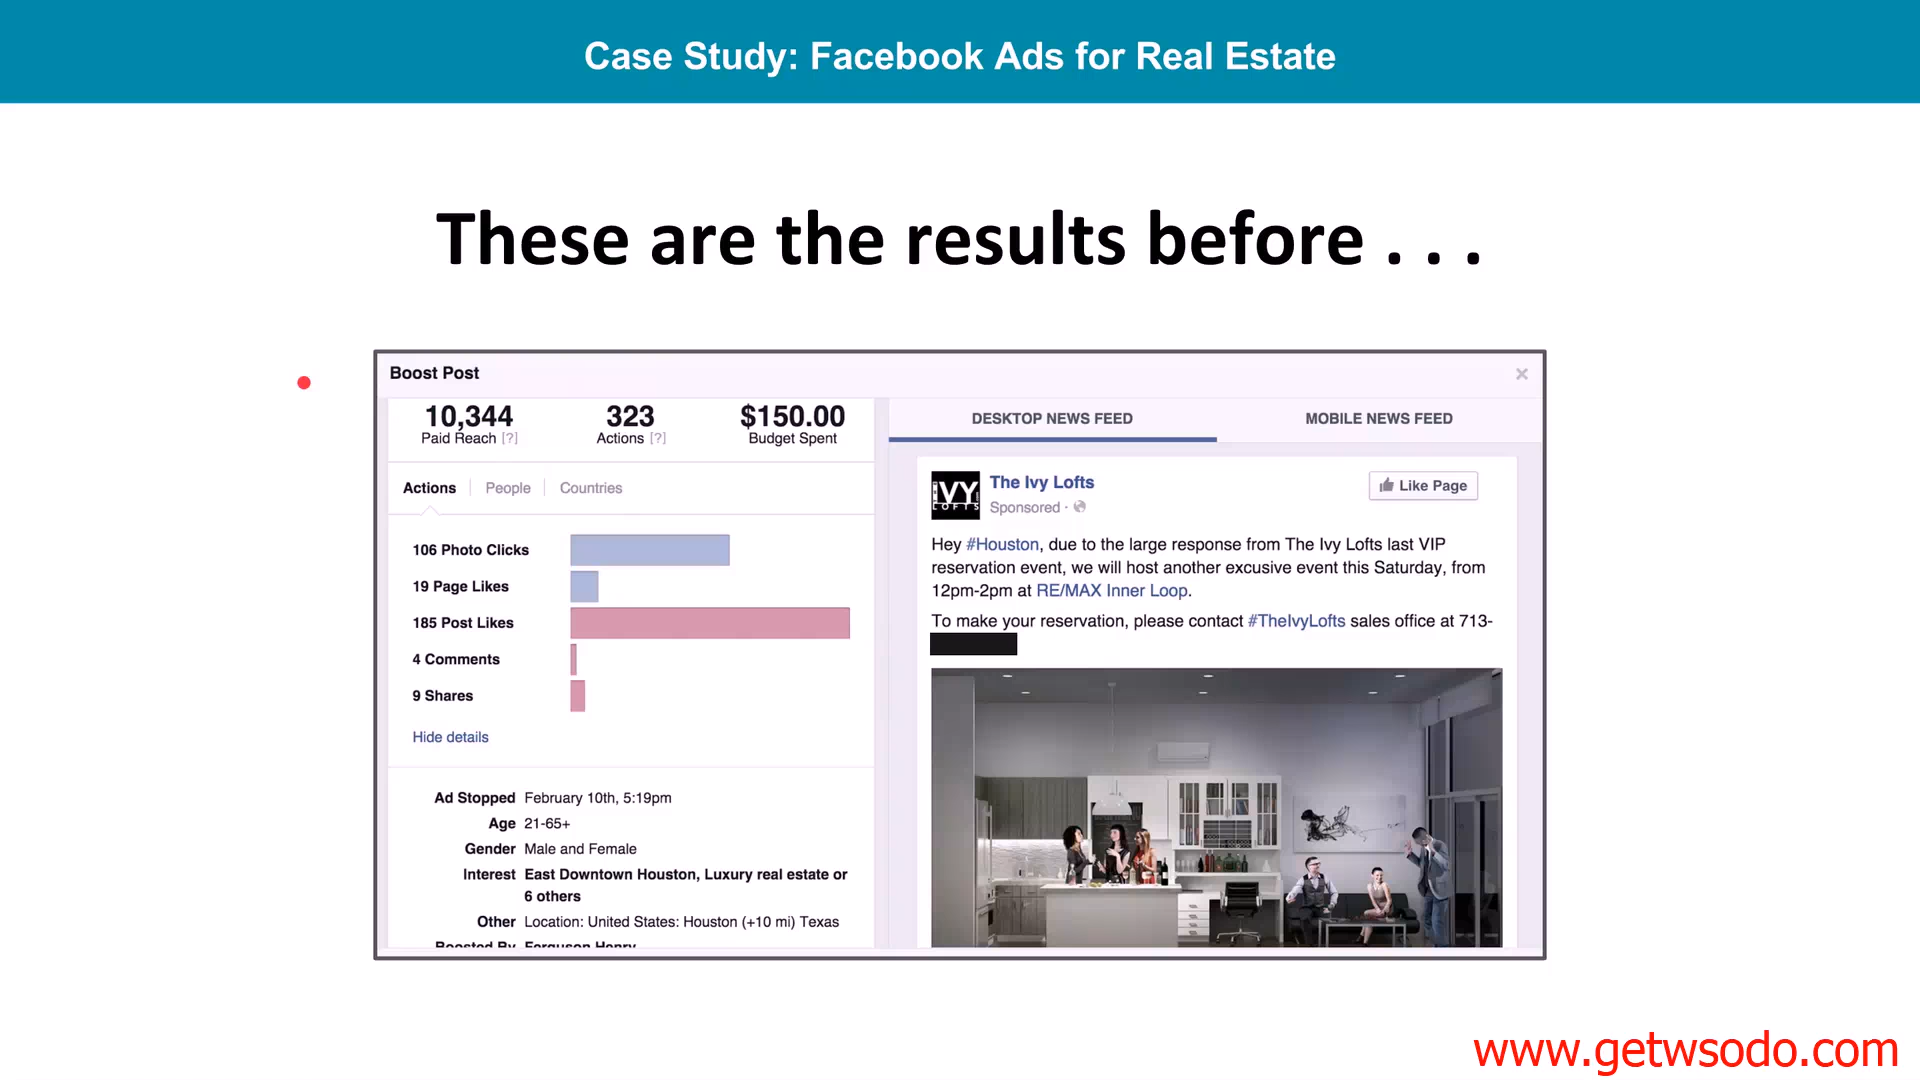 Case Study: Facebook Ads for Real Estate
These are the results before . . .
Boost Post
10,344
Paid Reach [?]
323
Actions [?]
$150.00
Budget Spent
Actions
People
Countries
106 Photo Clicks
19 Page Likes
185 Post Likes
4 Comments
9 Shares
Hide details
Ad Stopped February 10th, 5:19pm
Age 21-65+
Gender Male and Female
Interest East Downtown Houston, Luxury real estate or
6 others
Other Location: United States: Houston (+10 mi) Texas
Boosted By Ferguson Henry
DESKTOP NEWS FEED
MOBILE NEWS FEED
IVY
LOFTS
The Ivy Lofts
Sponsored ·
Like Page
Hey #Houston, due to the large response from The Ivy Lofts last VIP
reservation event, we will host another excusive event this Saturday, from
12pm-2pm at RE/MAX Inner Loop.
To make your reservation, please contact #TheIvyLofts sales office at 713-
www.getwsodo.com